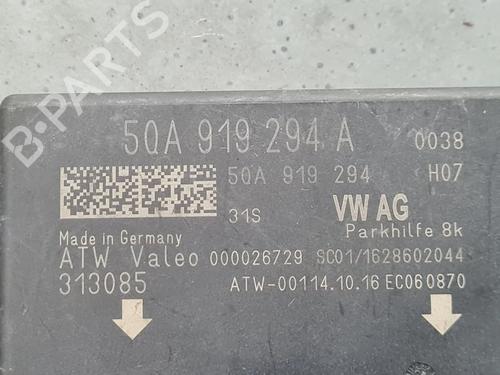 B-PARTS
5QA 919 294 A 0038
5QA 919 294 H07
31S VW AG
Parkhilfe 8k
Made in Germany
ATW Valeo 000026729 SC01/1628602044
313085 ATW-00114.10.16 EC060870